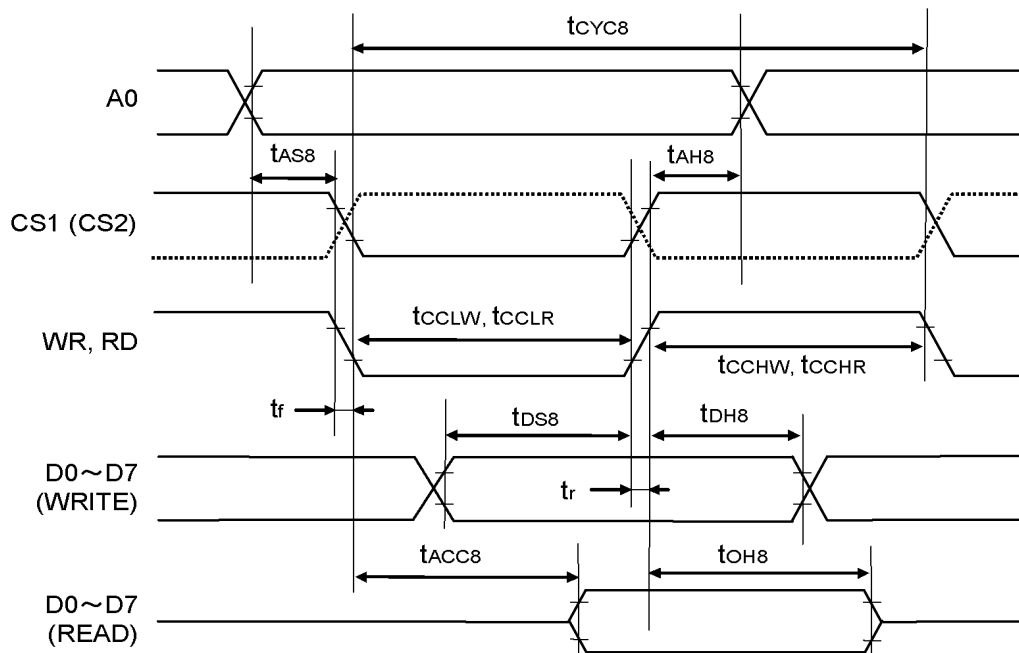 tCYC8
A0
tAS8
tAH8
CS1 (CS2)
tCCLW, tCCLR
WR, RD
tCCHW, tCCHR
tf
tDS8
tDH8
D0～D7
(WRITE)
tr
tACC8
tOH8
D0～D7
(READ)